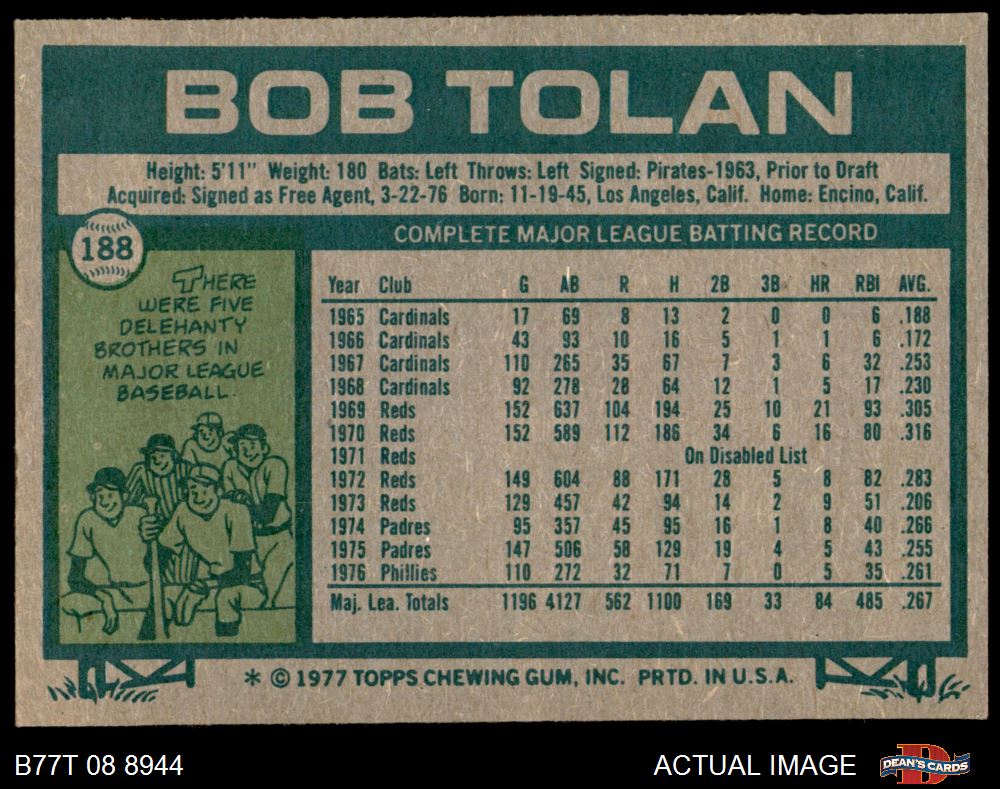 BOB TOLAN
Height: 5'11" Weight: 180 Bats: Left Throws: Left Signed: Pirates-1963, Prior to Draft
Acquired: Signed as Free Agent, 3-22-76 Born: 11-19-45, Los Angeles, Calif. Home: Encino, Calif.
188
THERE
WERE FIVE
DELEHANTY
BROTHERS IN
MAJOR LEAGUE
BASEBALL.
COMPLETE MAJOR LEAGUE BATTING RECORD
Year Club G AB R H 2B 3B HR RBI AVG.
1965 Cardinals 17 69 8 13 2 0 0 6 .188
1966 Cardinals 43 93 10 16 5 1 1 6 .172
1967 Cardinals 110 265 35 67 7 3 6 32 .253
1968 Cardinals 92 278 28 64 12 1 5 17 .230
1969 Reds 152 637 104 194 25 10 21 93 .305
1970 Reds 152 589 112 186 34 6 16 80 .316
1971 Reds On Disabled List
1972 Reds 149 604 88 171 28 5 8 82 .283
1973 Reds 129 457 42 94 14 2 9 51 .206
1974 Padres 95 357 45 95 16 1 8 40 .266
1975 Padres 147 506 58 129 19 4 5 43 .255
1976 Phillies 110 272 32 71 7 0 5 35 .261
Maj. Lea. Totals 1196 4127 562 1100 169 33 84 485 .267
* © 1977 TOPPS CHEWING GUM, INC. PRTD. IN U.S.A.
B77T 08 8944
ACTUAL IMAGE
D
DEAN'S CARDS